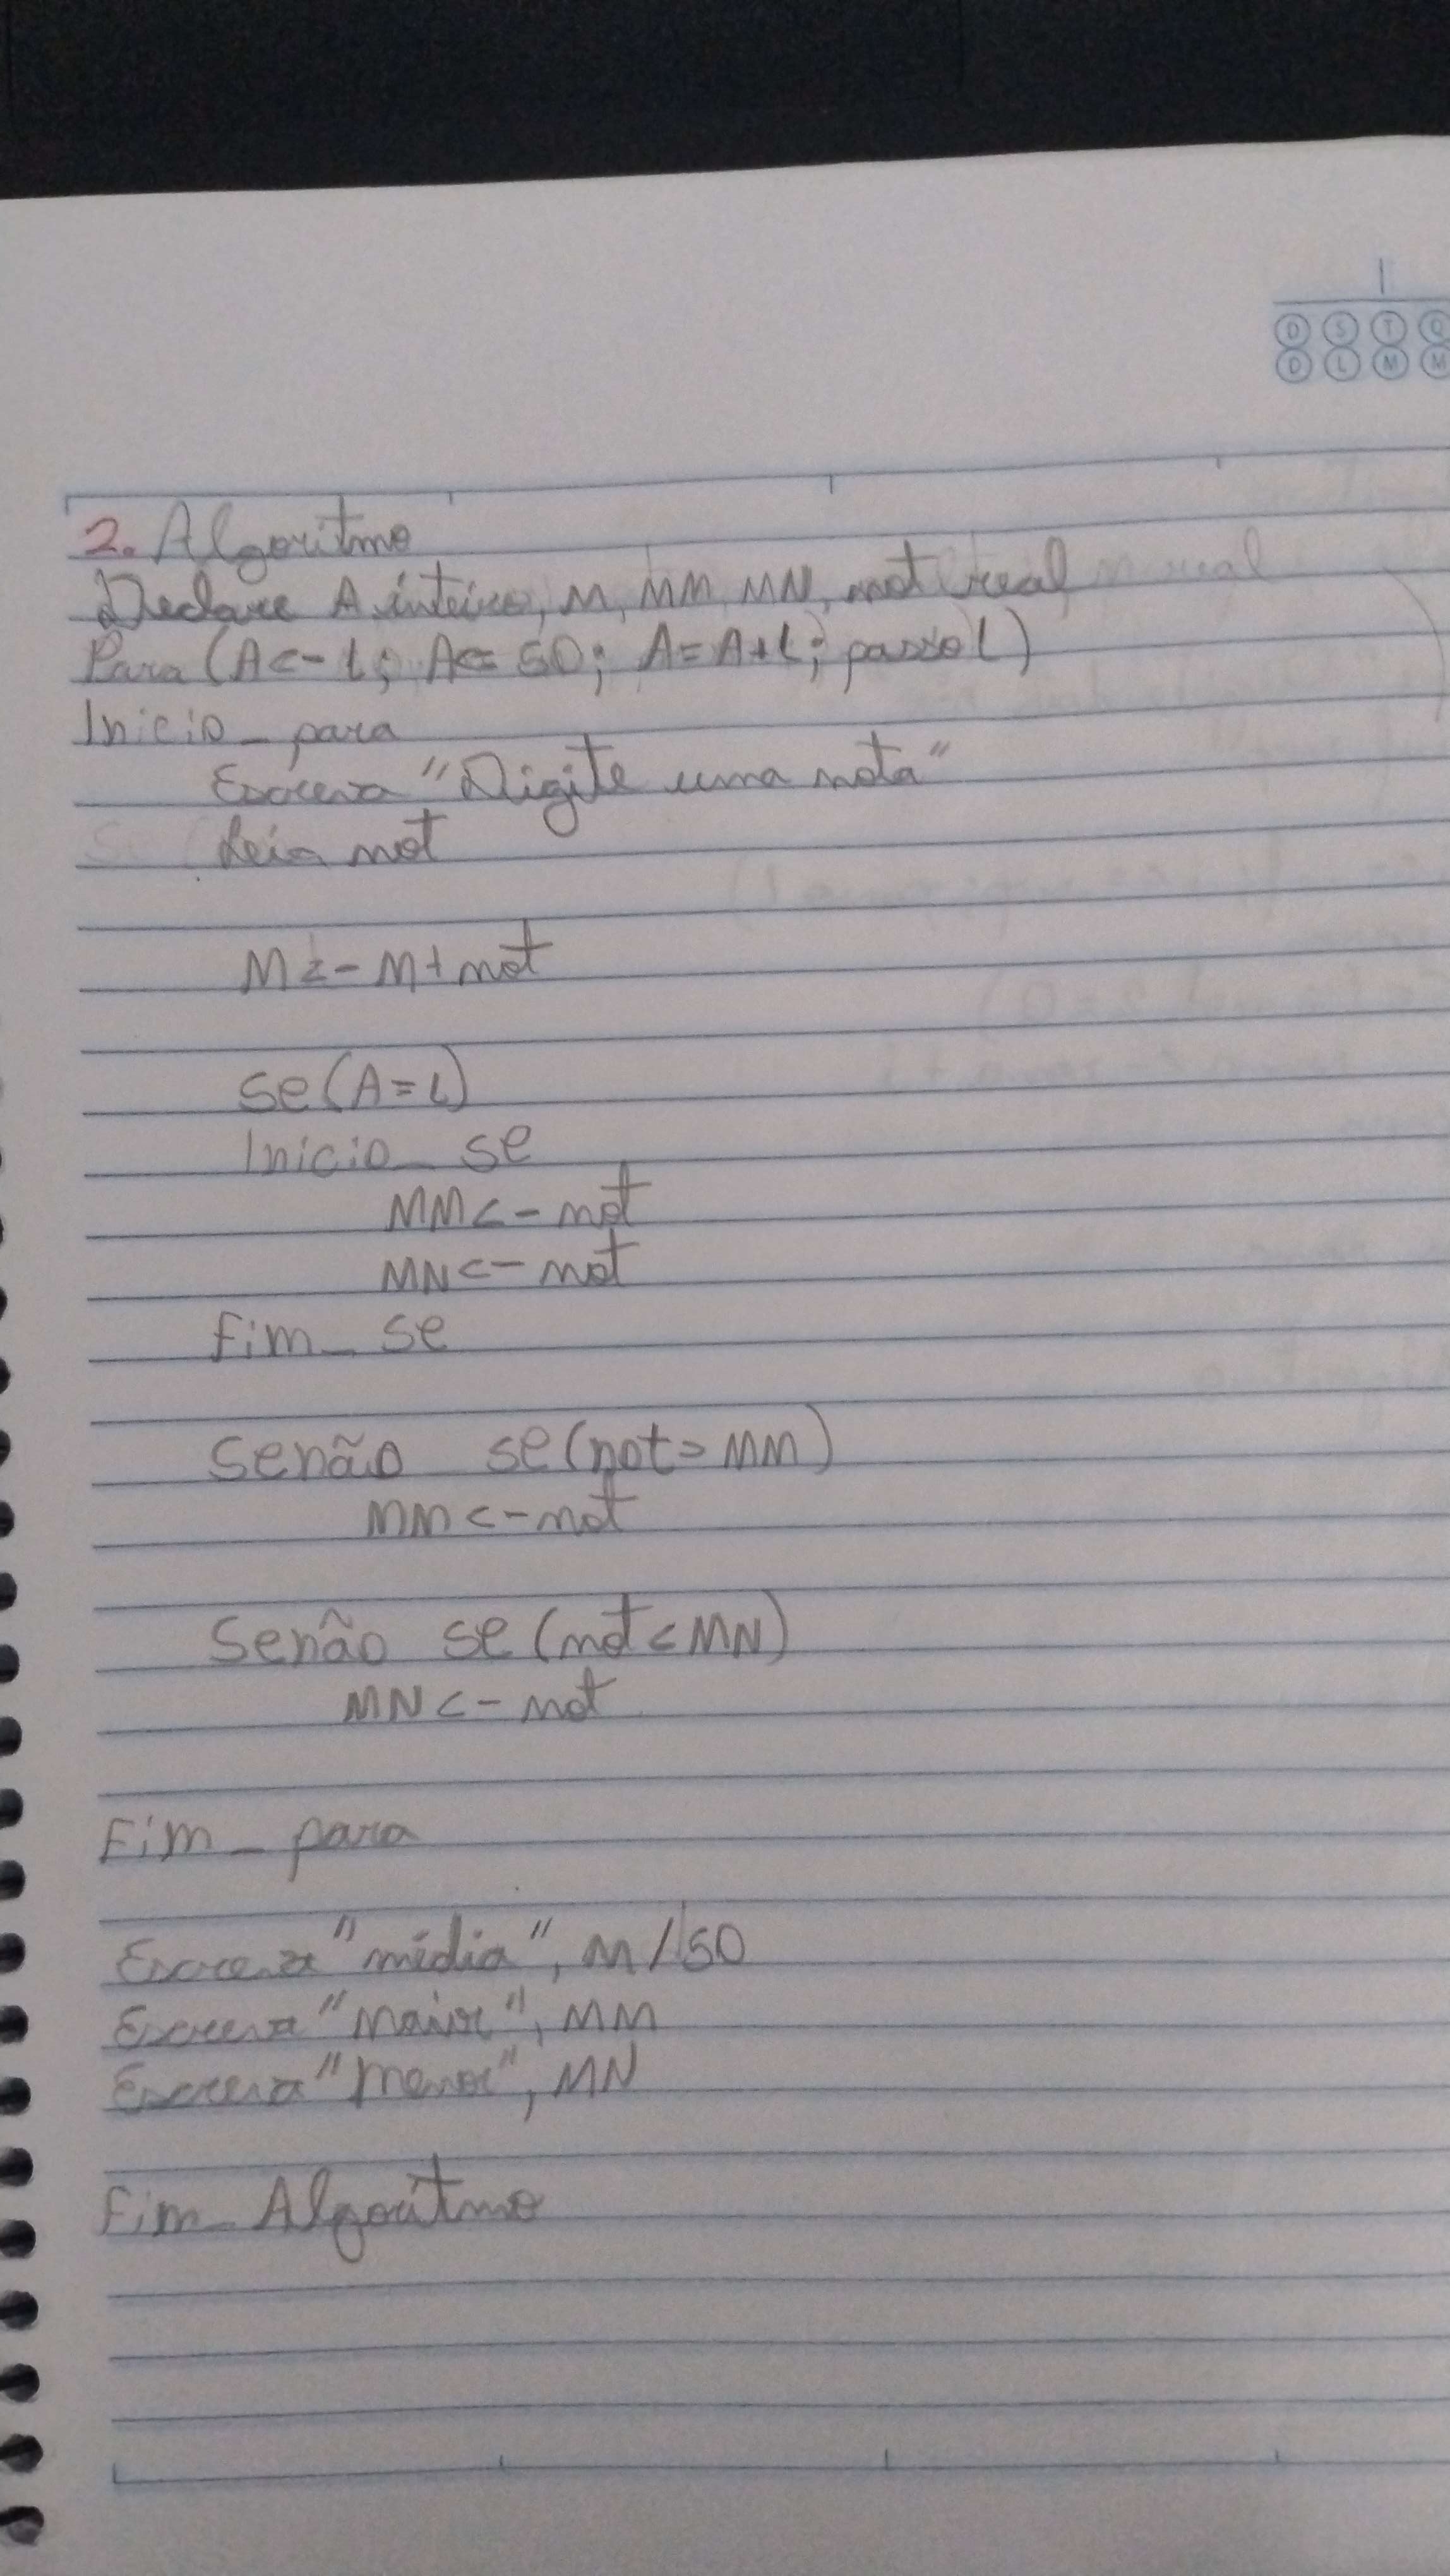 D S T Q
D L M M
2. Algoritmo
Declare A inteiro, M, MM, MN, not real
Para (A <- 1; A <= 50; A = A+1; passo 1)
Inicio_para
Escreva "Digite uma nota"
Leia not
M <- M + not
Se (A = 1)
Inicio_se
MM <- not
MN <- not
Fim_se
Senão se (not > MM)
MM <- not
Senão se (not < MN)
MN <- not
Fim_para
Escreva "média", M / 50
Escreva "Maior", MM
Escreva "Menor", MN
Fim_Algoritmo